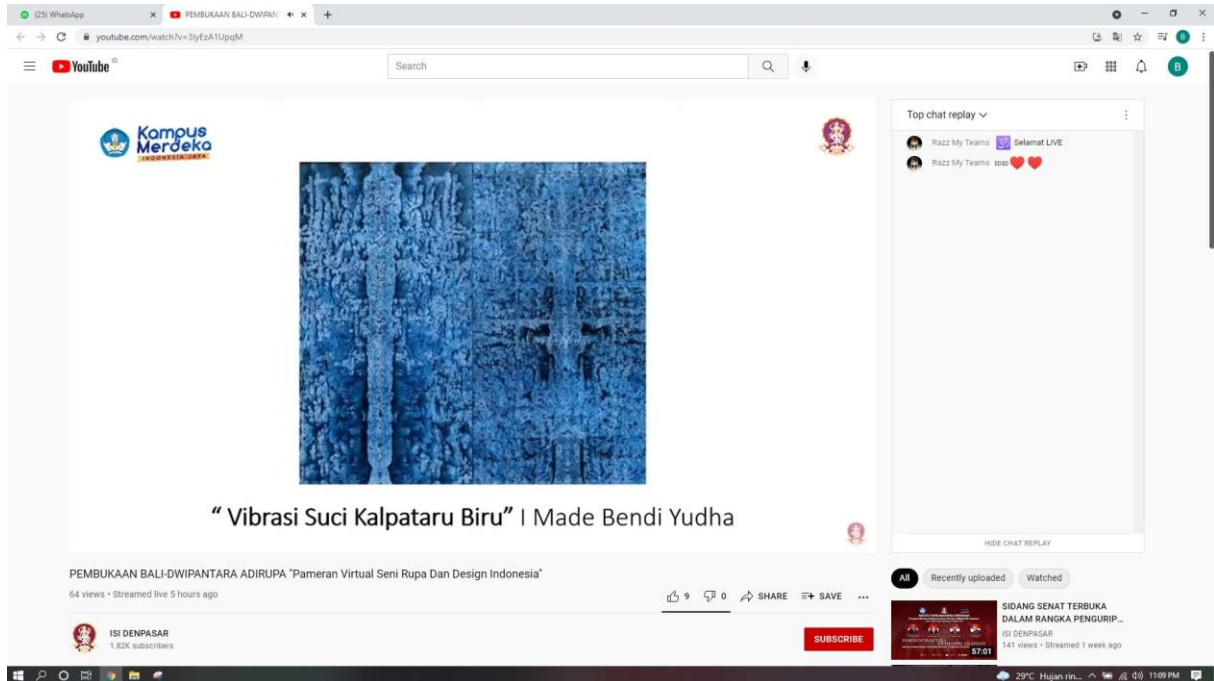 (25) WhatsApp
PEMBUKAAN BALI-DWIPANT
youtube.com/watch?v=3IyEzA1UpqM
YouTube ID
Search
B
Kampus
Merdeka
INDONESIA JAYA
“ Vibrasi Suci Kalpataru Biru” I Made Bendi Yudha
PEMBUKAAN BALI-DWIPANTARA ADIRUPA "Pameran Virtual Seni Rupa Dan Design Indonesia"
64 views • Streamed live 5 hours ago
9
0
SHARE
SAVE
ISI DENPASAR
1.82K subscribers
SUBSCRIBE
Top chat replay
Razz My Teams Selamat LIVE
Razz My Teams
HIDE CHAT REPLAY
All
Recently uploaded
Watched
SIDANG SENAT TERBUKA
DALAM RANGKA PENGURIP...
ISI DENPASAR
141 views • Streamed 1 week ago
57:01
29°C Hujan rin...
11:09 PM